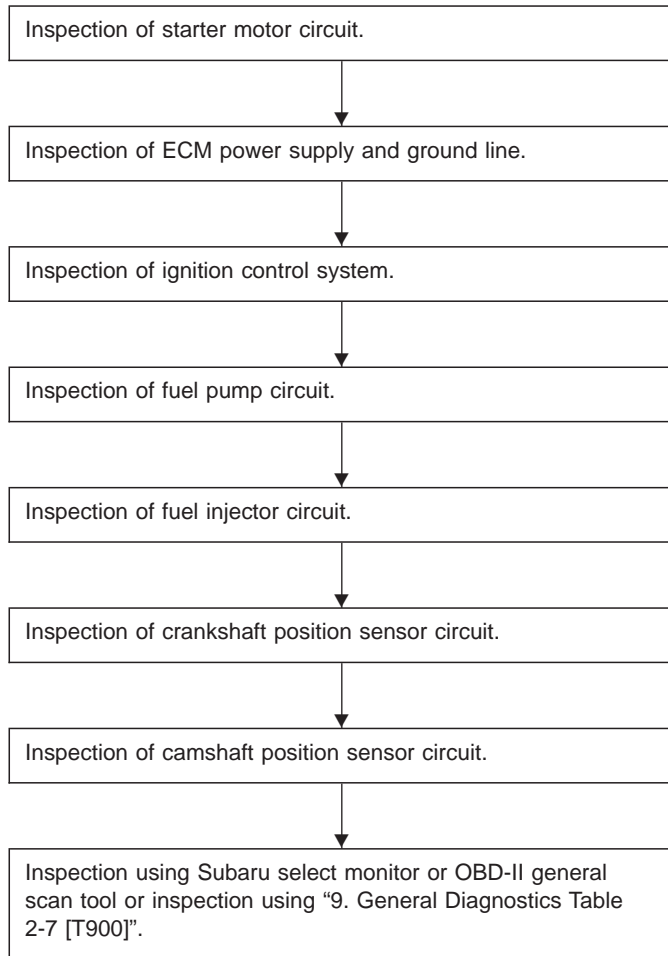 Inspection of starter motor circuit.
Inspection of ECM power supply and ground line.
Inspection of ignition control system.
Inspection of fuel pump circuit.
Inspection of fuel injector circuit.
Inspection of crankshaft position sensor circuit.
Inspection of camshaft position sensor circuit.
Inspection using Subaru select monitor or OBD-II general
scan tool or inspection using “9. General Diagnostics Table
2-7 [T900]”.